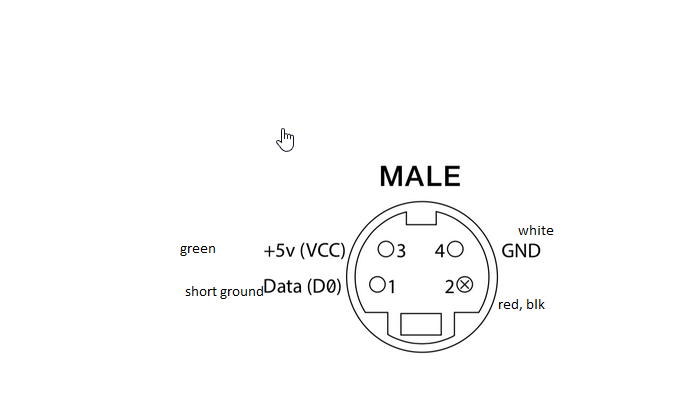 MALE
white
green +5v (VCC) 3 4 GND
short ground Data (D0) 1 2
red, blk